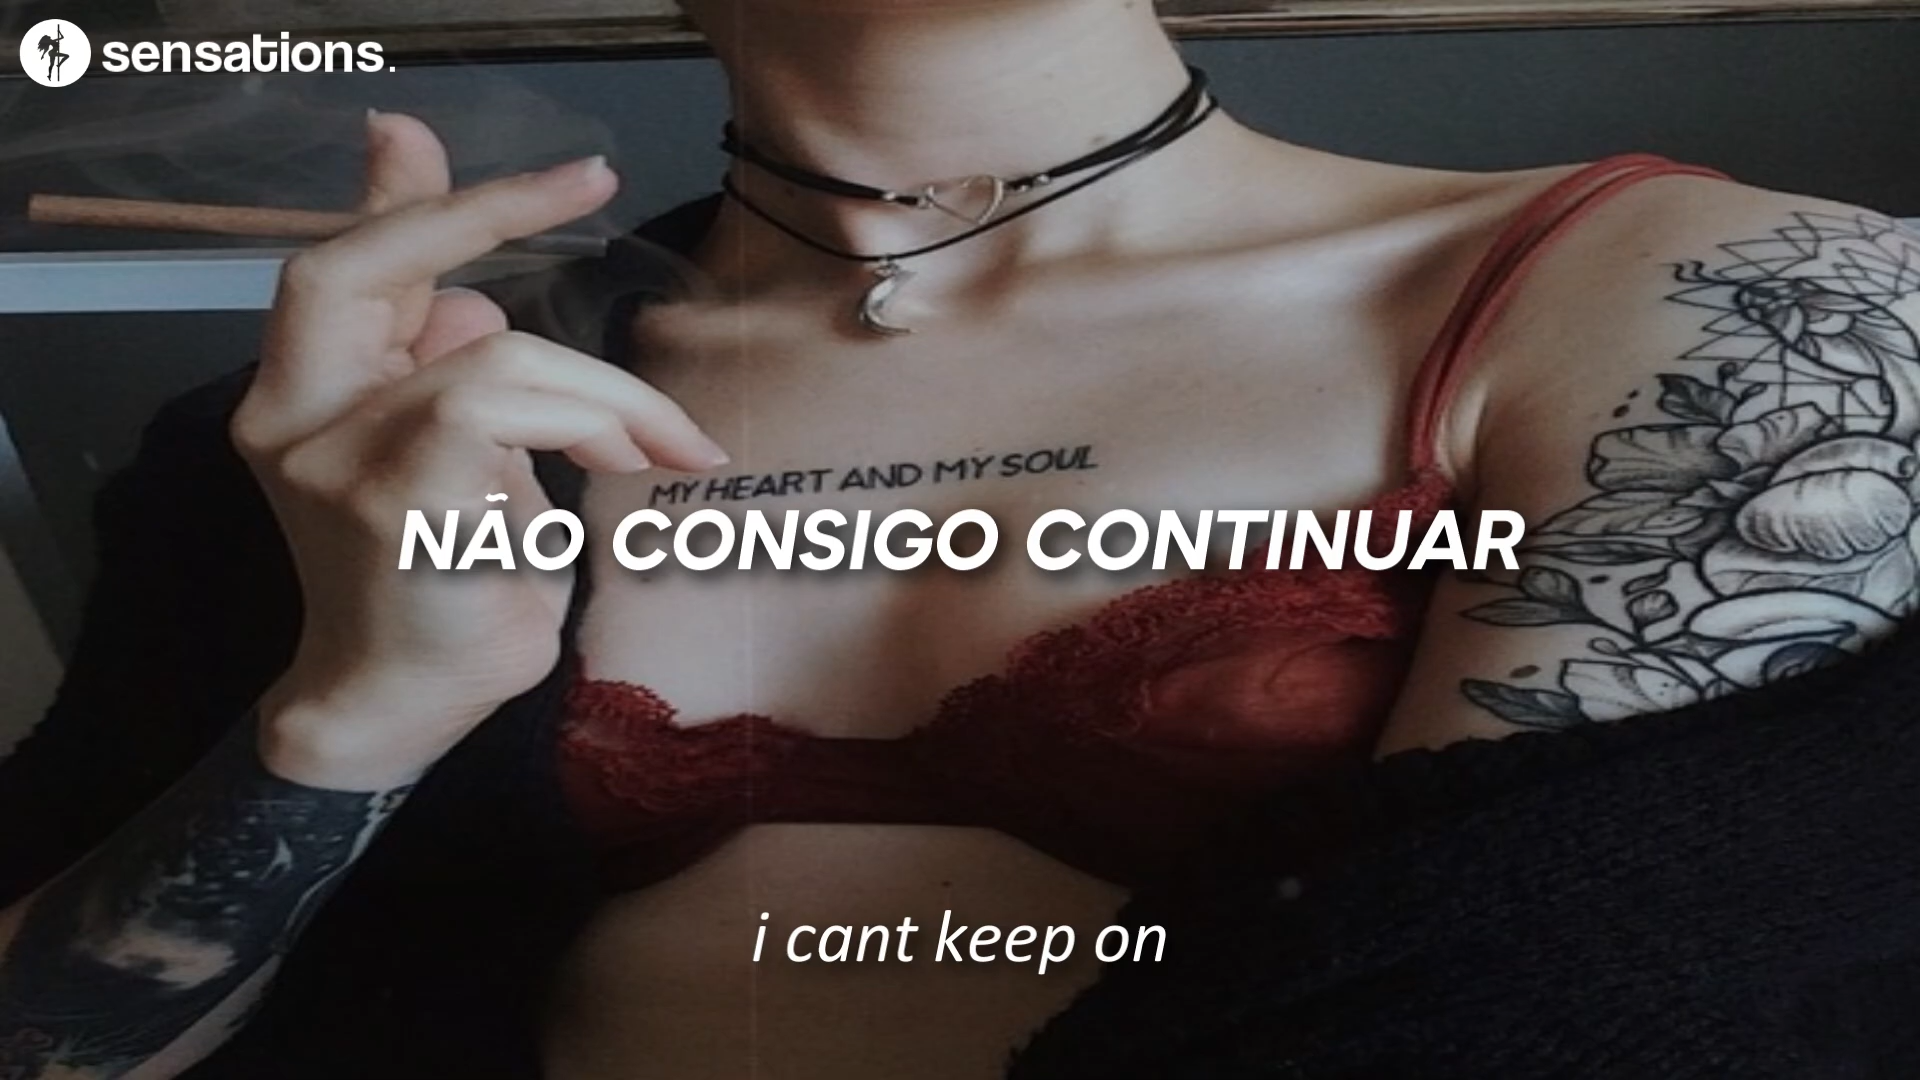 sensations.
MY HEART AND MY SOUL
NÃO CONSIGO CONTINUAR
i cant keep on